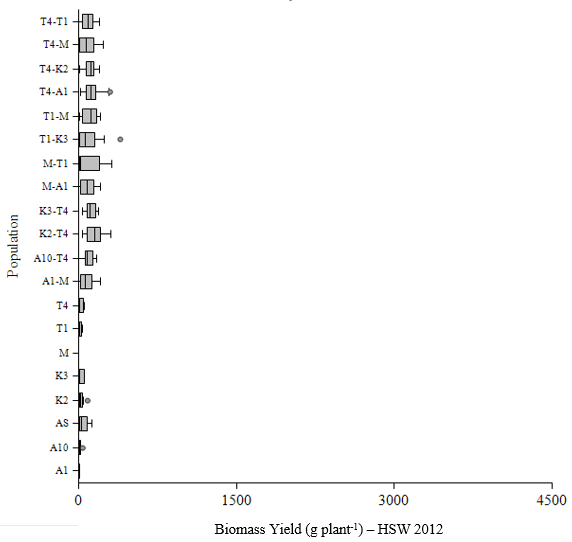 T4-T1
T4-M
T4-K2
T4-A1
T1-M
T1-K3
M-T1
M-A1
K3-T4
K2-T4
A10-T4
A1-M
T4
T1
M
K3
K2
AS
A10
A1
Population
0 1500 3000 4500
Biomass Yield (g plant⁻¹) – HSW 2012